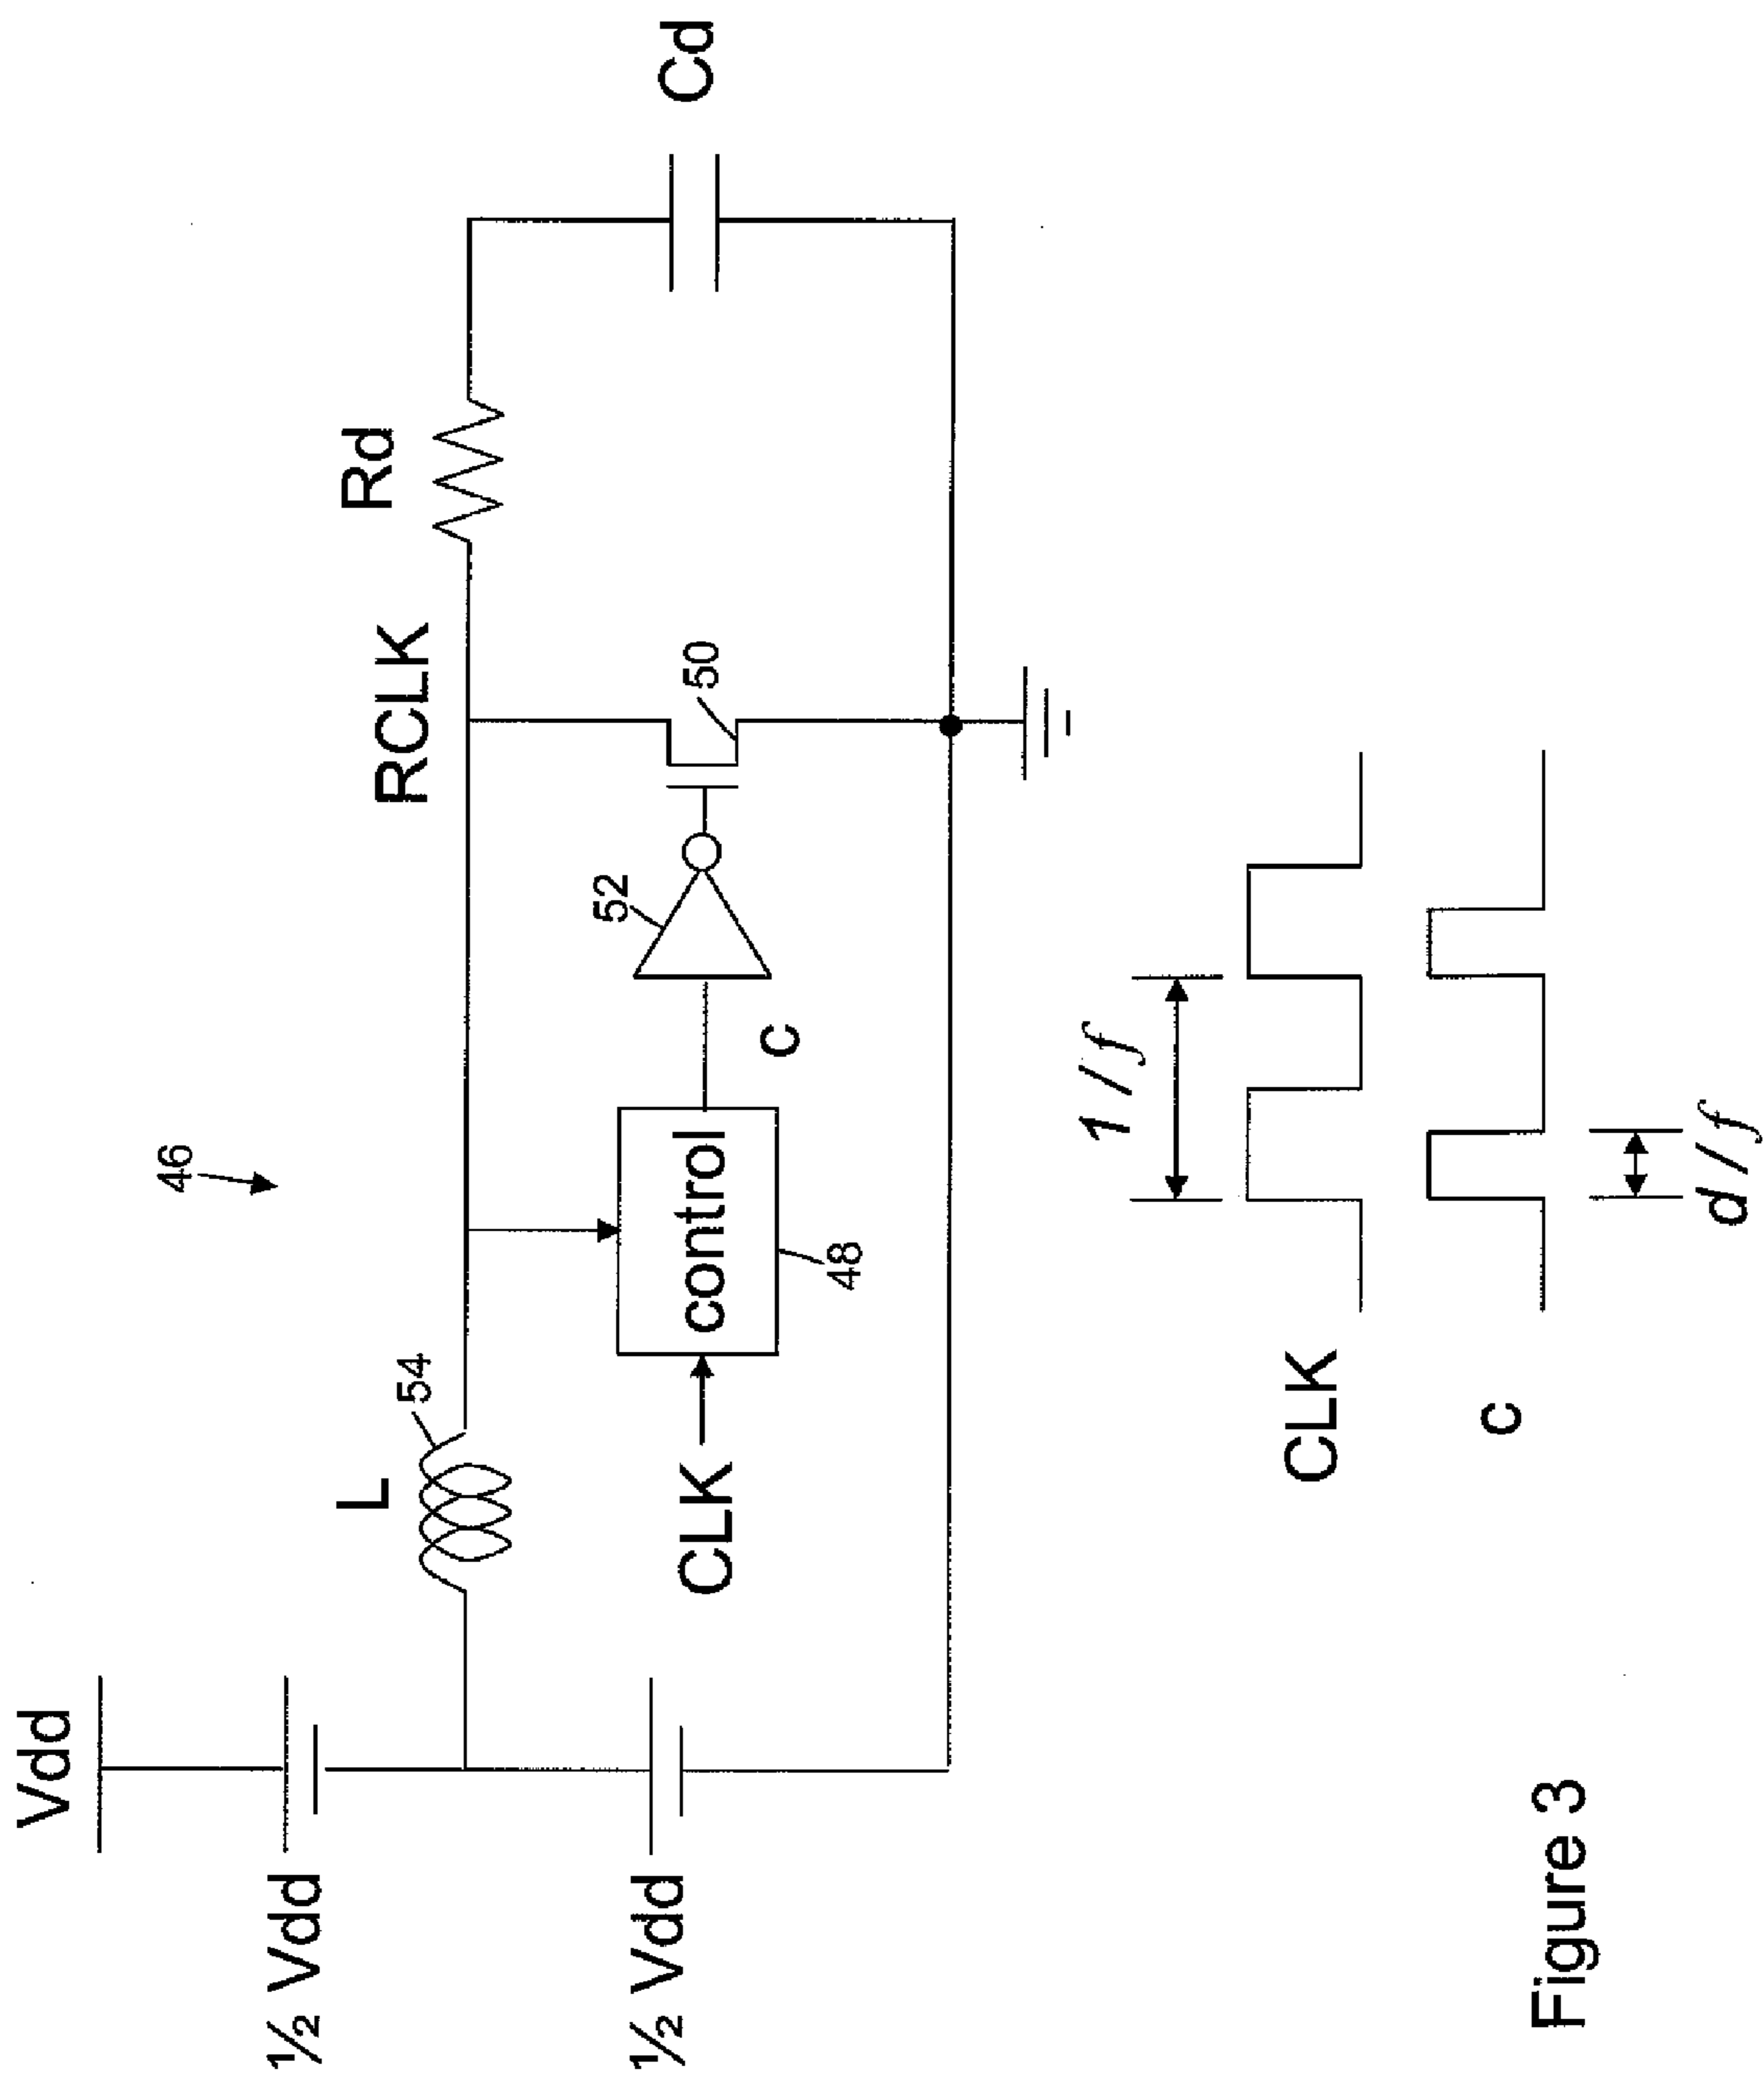 46
Vdd
½ Vdd
½ Vdd
L
54
RCLK
Rd
Cd
CLK
control
48
c
52
50
1/f
CLK
c
d/f
Figure 3